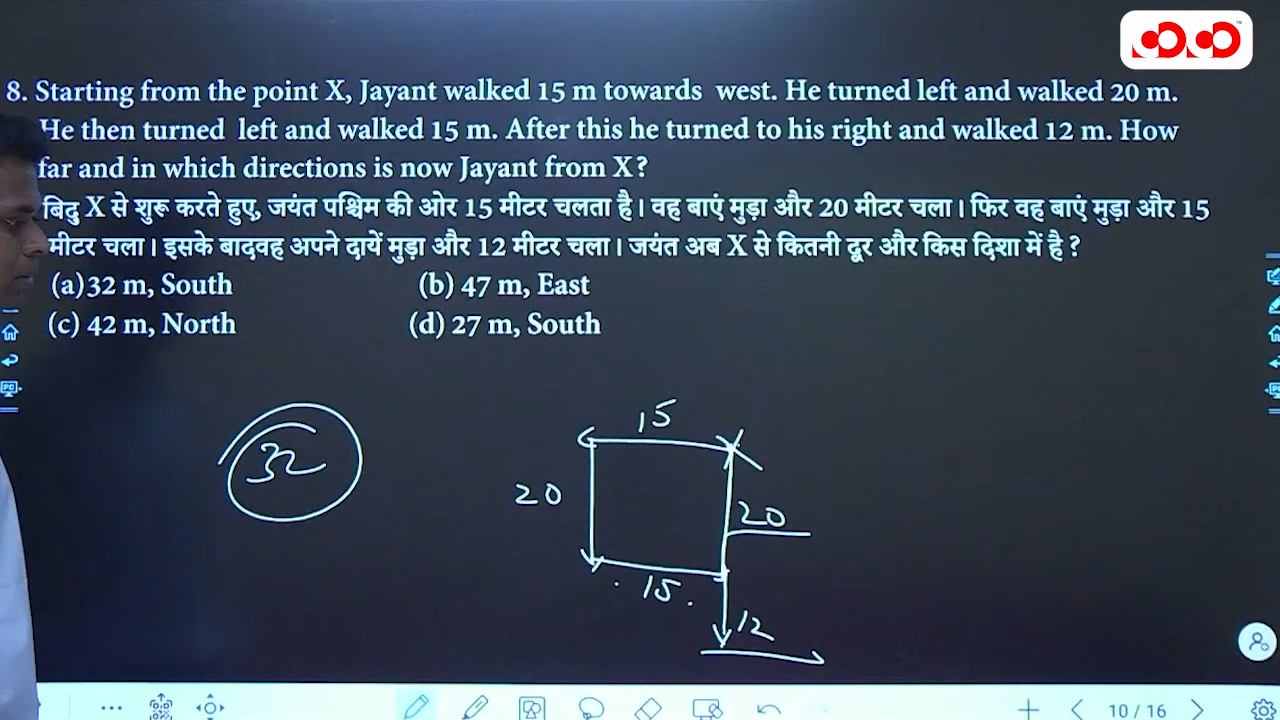 8. Starting from the point X, Jayant walked 15 m towards west. He turned left and walked 20 m.
He then turned left and walked 15 m. After this he turned to his right and walked 12 m. How
far and in which directions is now Jayant from X?
बिंदु X से शुरू करते हुए, जयंत पश्चिम की ओर 15 मीटर चलता है। वह बाएं मुड़ा और 20 मीटर चला। फिर वह बाएं मुड़ा और 15
मीटर चला। इसके बादवह अपने दायें मुड़ा और 12 मीटर चला। जयंत अब X से कितनी दूर और किस दिशा में है ?
(a)32 m, South (b) 47 m, East
(c) 42 m, North (d) 27 m, South
15
32
20
20
15
12
10 / 16